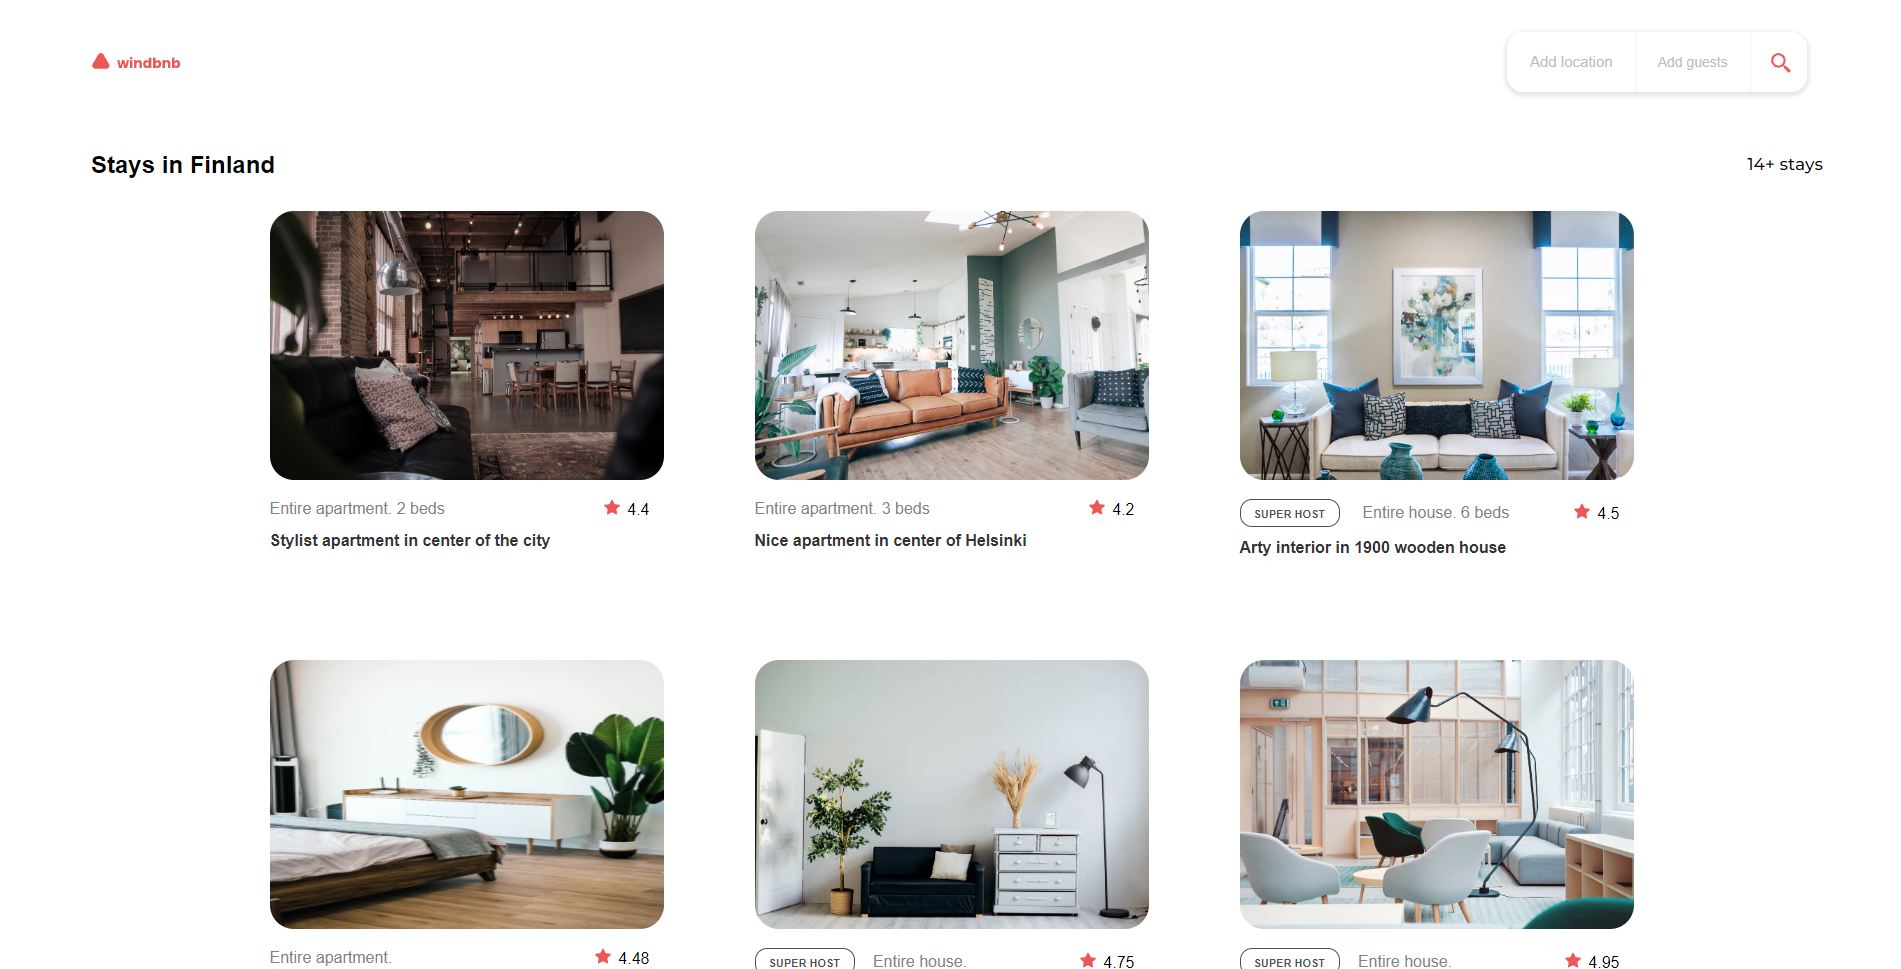 windbnb
Add location
Add guests
Stays in Finland
14+ stays
Entire apartment. 2 beds
4.4
Stylist apartment in center of the city
Entire apartment. 3 beds
4.2
Nice apartment in center of Helsinki
SUPER HOST
Entire house. 6 beds
4.5
Arty interior in 1900 wooden house
Entire apartment.
4.48
SUPER HOST
Entire house.
4.75
SUPER HOST
Entire house.
4.95